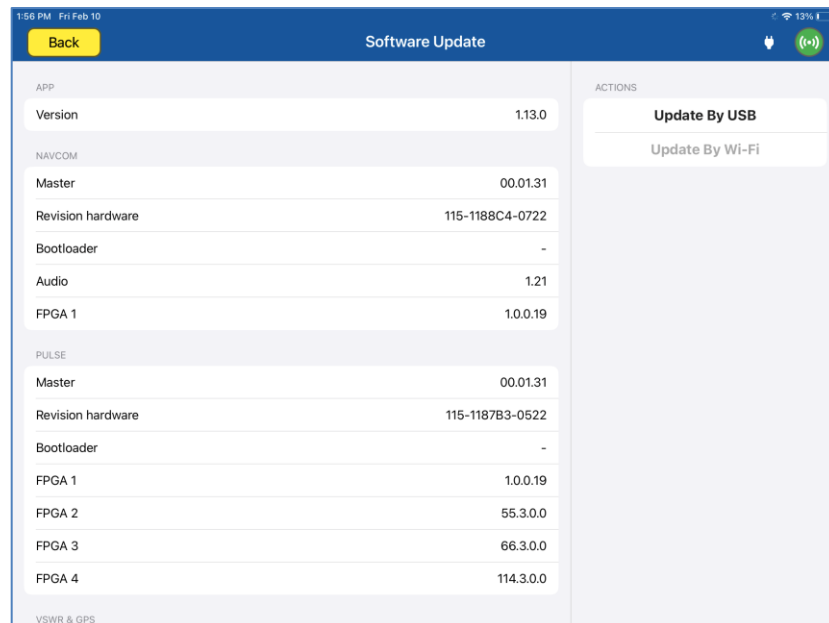 1:56 PM Fri Feb 10
13%
Back
Software Update
APP
Version 1.13.0
NAVCOM
Master 00.01.31
Revision hardware 115-1188C4-0722
Bootloader -
Audio 1.21
FPGA 1 1.0.0.19
PULSE
Master 00.01.31
Revision hardware 115-1187B3-0522
Bootloader -
FPGA 1 1.0.0.19
FPGA 2 55.3.0.0
FPGA 3 66.3.0.0
FPGA 4 114.3.0.0
VSWR & GPS
ACTIONS
Update By USB
Update By Wi-Fi